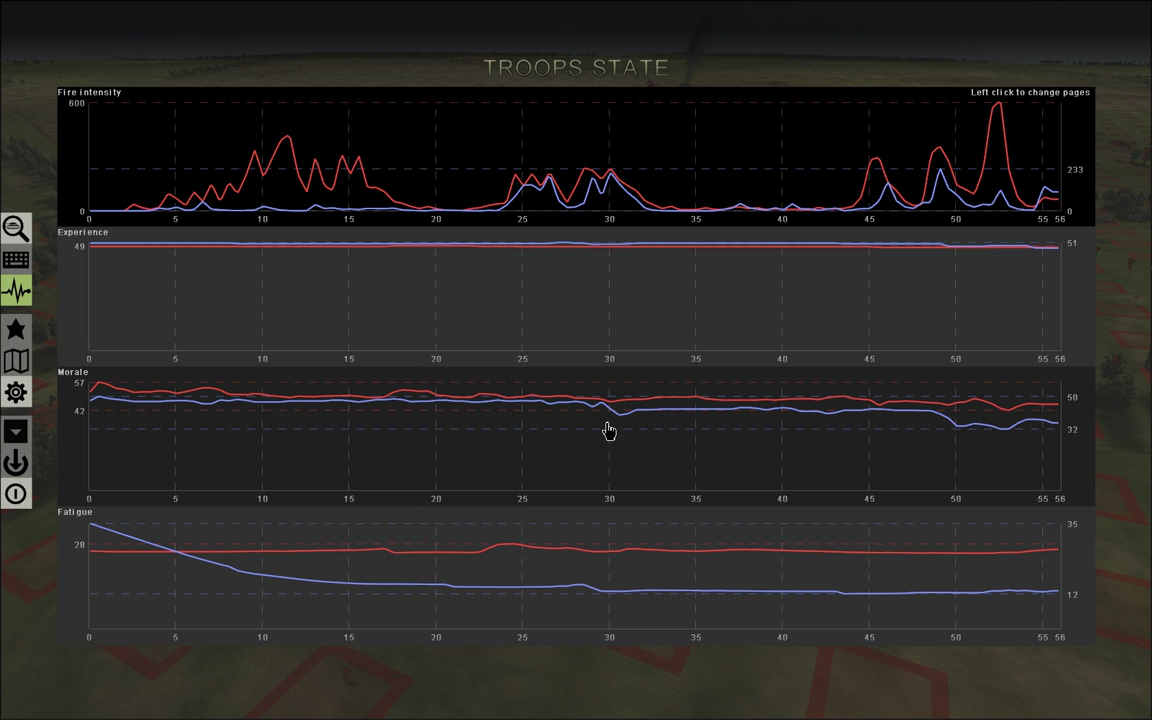 TROOPS STATE
Fire intensity Left click to change pages
600
233
0 0
0 5 10 15 20 25 30 35 40 45 50 55 56
Experience
49 51
0 5 10 15 20 25 30 35 40 45 50 55 56
Morale
57
50
42
32
0 5 10 15 20 25 30 35 40 45 50 55 56
Fatigue
35
28
12
0 5 10 15 20 25 30 35 40 45 50 55 56